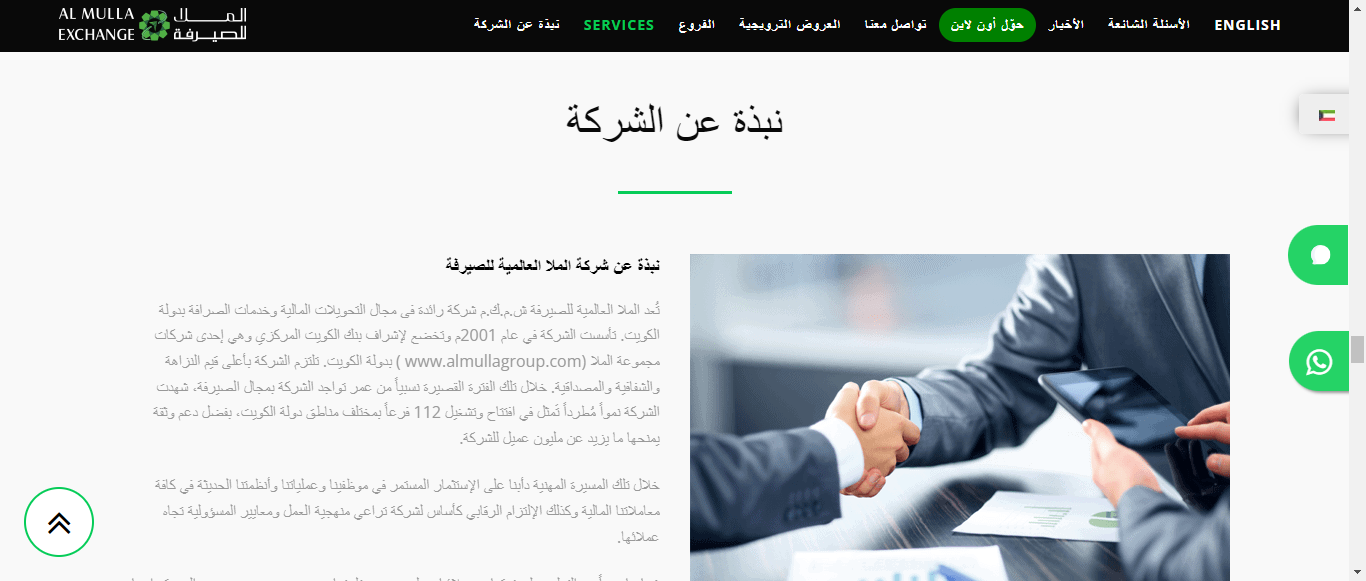 AL MULLA
EXCHANGE
الملا
للصيرفة
نبذة عن الشركة
SERVICES
الفروع
العروض الترويجية
تواصل معنا
حوّل أون لاين
الأخبار
الأسئلة الشائعة
ENGLISH
نبذة عن الشركة
نبذة عن شركة الملا العالمية للصيرفة
تُعد الملا العالمية للصيرفة ش.م.ك.م شركة رائدة فى مجال التحويلات المالية وخدمات الصرافة بدولة
الكويت. تأسست الشركة في عام 2001م وتخضع لإشراف بنك الكويت المركزي وهي إحدى شركات
مجموعة الملا (www.almullagroup.com ) بدولة الكويت. تلتزم الشركة بأعلى قيم النزاهة
والشفافية والمصداقية. خلال تلك الفترة القصيرة نسبياً من عمر تواجد الشركة بمجال الصيرفة، شهدت
الشركة نمواً مُطرداً تَمثل في افتتاح وتشغيل 112 فرعاً بمختلف مناطق دولة الكويت، بفضل دعم وثقة
يمنحها ما يزيد عن مليون عميل للشركة.
خلال تلك المسيرة المهنية دأبنا على الإستثمار المستمر في موظفينا وعملياتنا وأنظمتنا الحديثة في كافة
معاملاتنا المالية وكذلك الإلتزام الرقابي كأساس لشركة تراعي منهجية العمل ومعايير المسؤولية تجاه
عملائها.